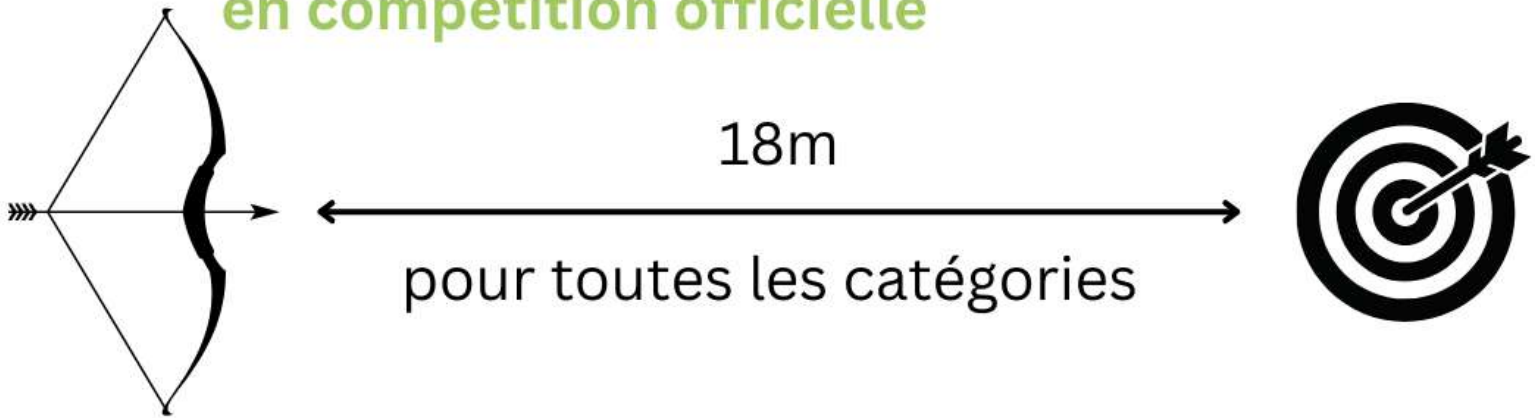 en compétition officielle
18m
pour toutes les catégories